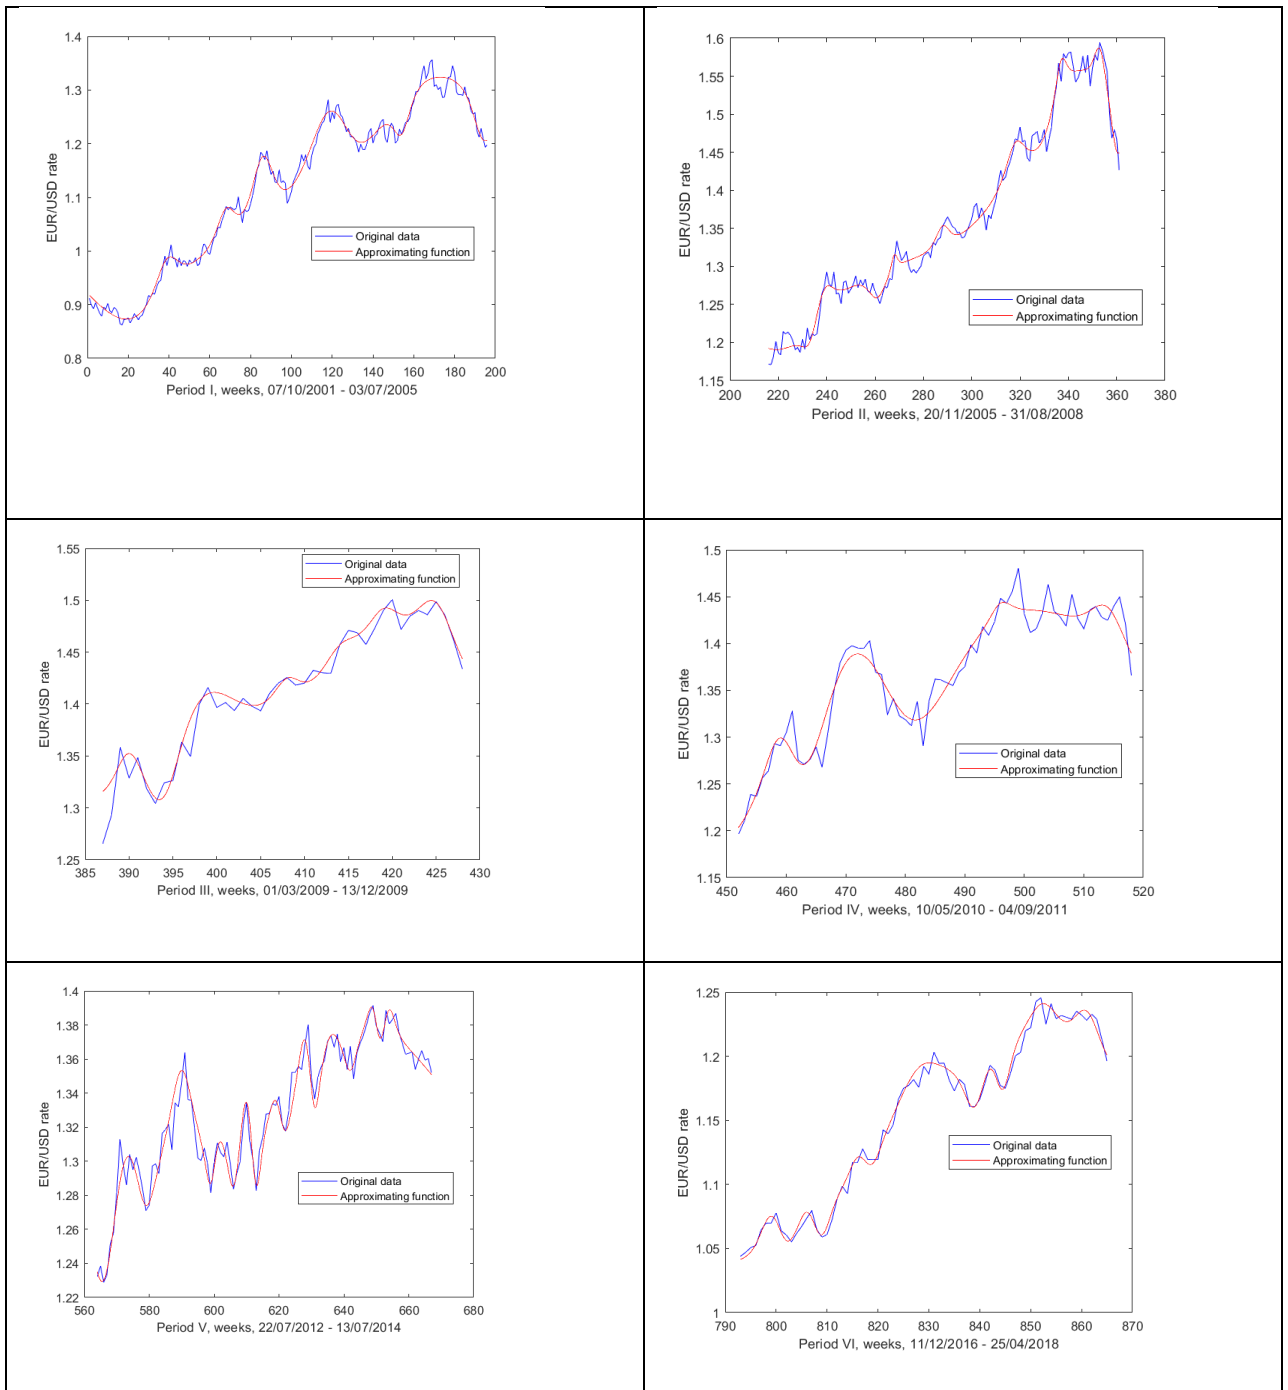 1.4
1.3
1.2
1.1
1
0.9
0.8
0 20 40 60 80 100 120 140 160 180 200
EUR/USD rate
Original data
Approximating function
Period I, weeks, 07/10/2001 - 03/07/2005
1.6
1.55
1.5
1.45
1.4
1.35
1.3
1.25
1.2
1.15
200 220 240 260 280 300 320 340 360 380
EUR/USD rate
Original data
Approximating function
Period II, weeks, 20/11/2005 - 31/08/2008
1.55
1.5
1.45
1.4
1.35
1.3
1.25
385 390 395 400 405 410 415 420 425 430
EUR/USD rate
Original data
Approximating function
Period III, weeks, 01/03/2009 - 13/12/2009
1.5
1.45
1.4
1.35
1.3
1.25
1.2
1.15
450 460 470 480 490 500 510 520
EUR/USD rate
Original data
Approximating function
Period IV, weeks, 10/05/2010 - 04/09/2011
1.4
1.38
1.36
1.34
1.32
1.3
1.28
1.26
1.24
1.22
560 580 600 620 640 660 680
EUR/USD rate
Original data
Approximating function
Period V, weeks, 22/07/2012 - 13/07/2014
1.25
1.2
1.15
1.1
1.05
1
790 800 810 820 830 840 850 860 870
EUR/USD rate
Original data
Approximating function
Period VI, weeks, 11/12/2016 - 25/04/2018